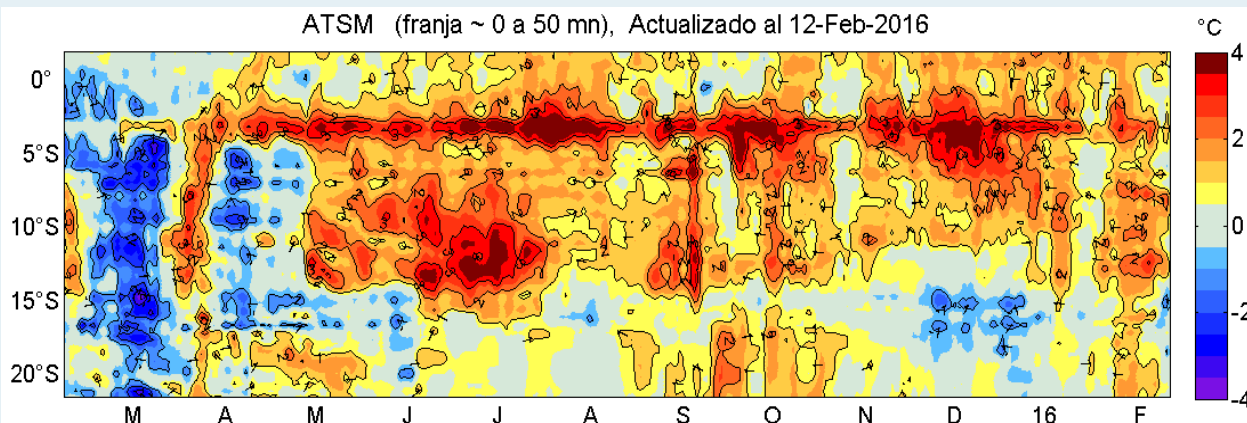 ATSM (franja ~ 0 a 50 mn), Actualizado al 12-Feb-2016
°C
0°
5°S
10°S
15°S
20°S
4
2
0
-2
-4
M A M J J A S O N D 16 F